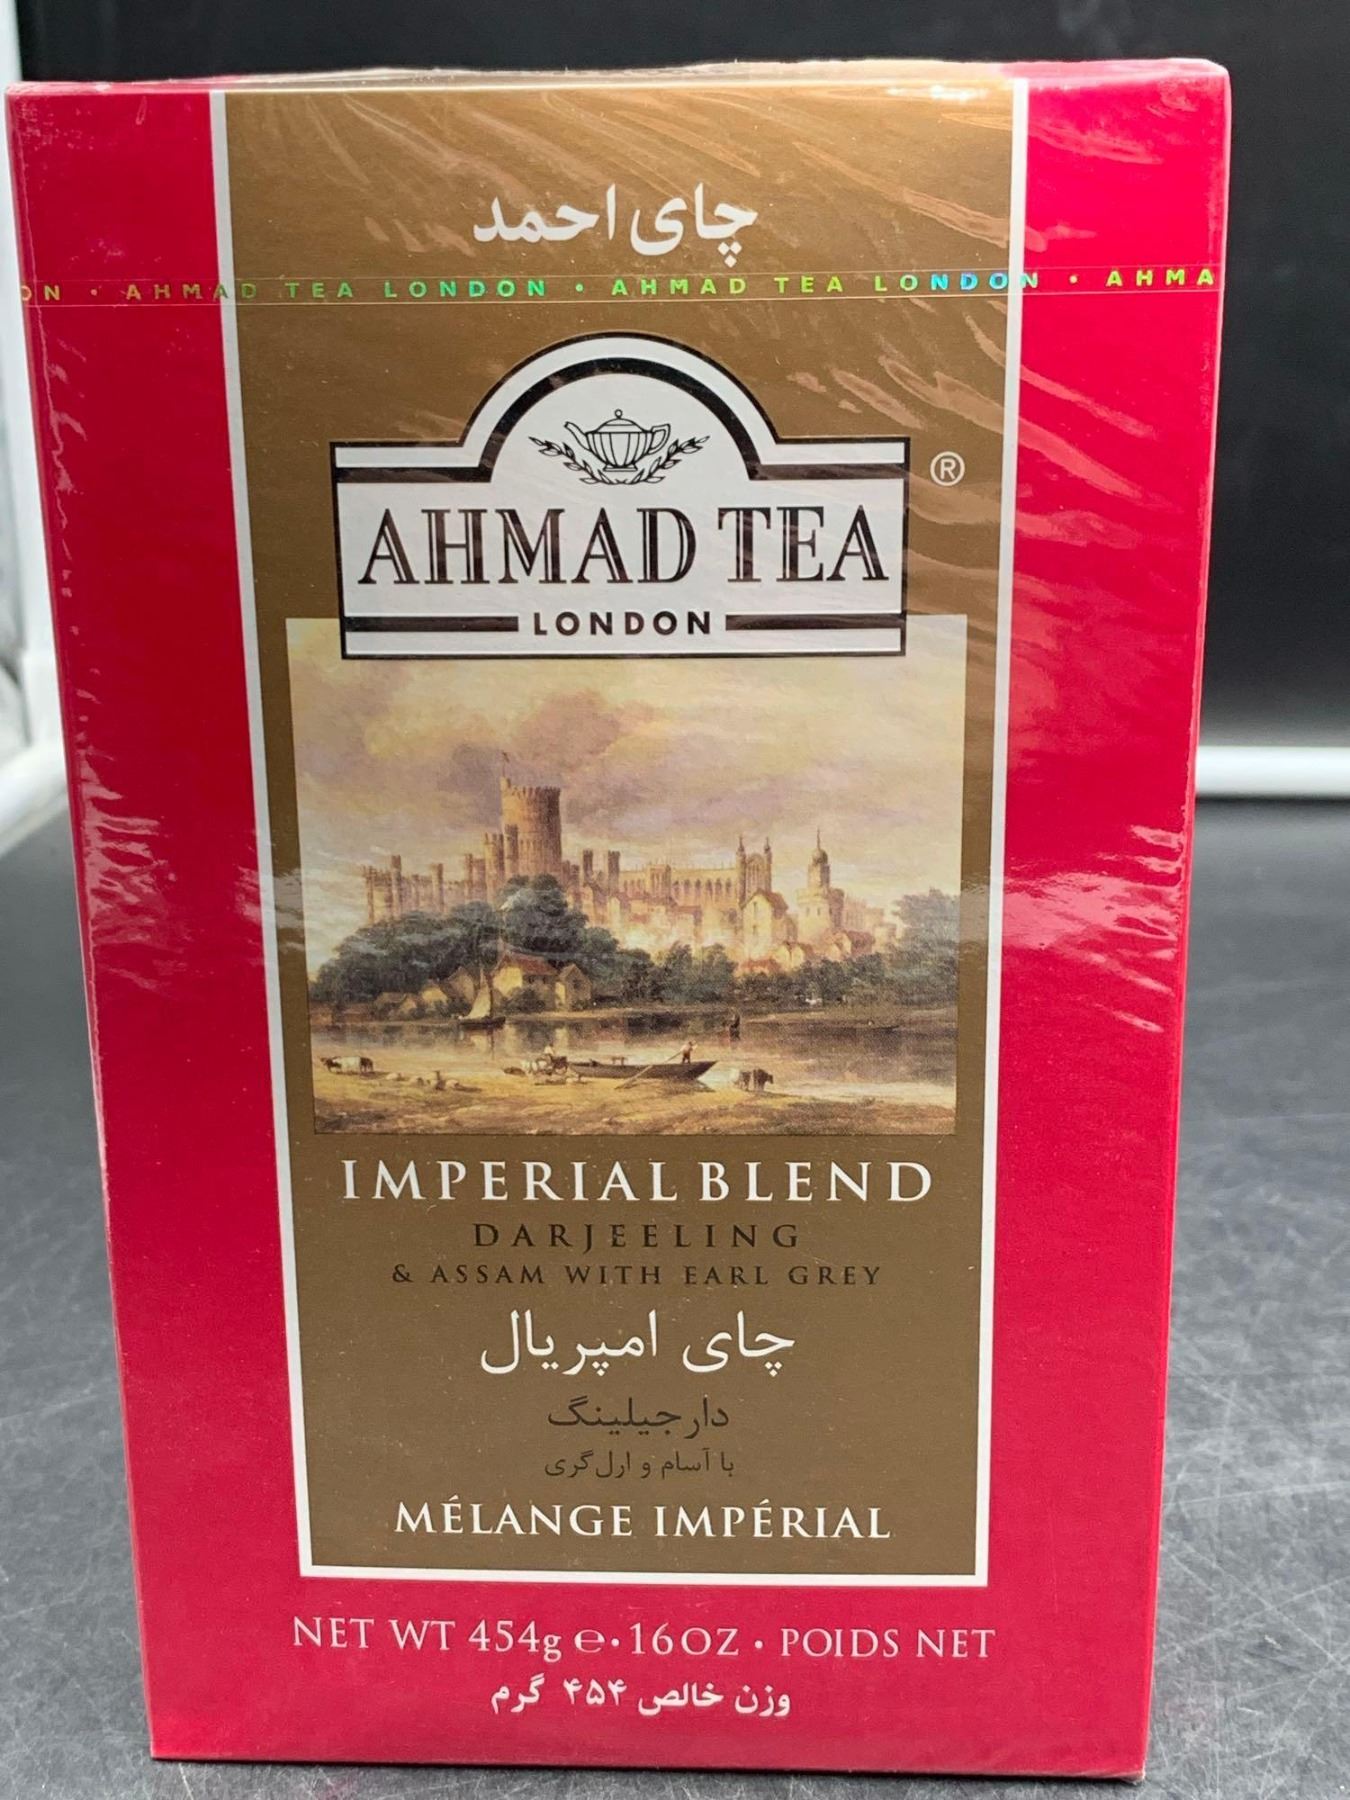 چای احمد
ON • AHMAD TEA LONDON • AHMAD TEA LONDON • AHMA
®
AHMAD TEA
LONDON
IMPERIAL BLEND
DARJEELING
& ASSAM WITH EARL GREY
چای امپریال
دارجیلینگ
با آسام و ارل‌گری
MÉLANGE IMPÉRIAL
NET WT 454g ℮ • 16OZ • POIDS NET
وزن خالص ۴۵۴ گرم